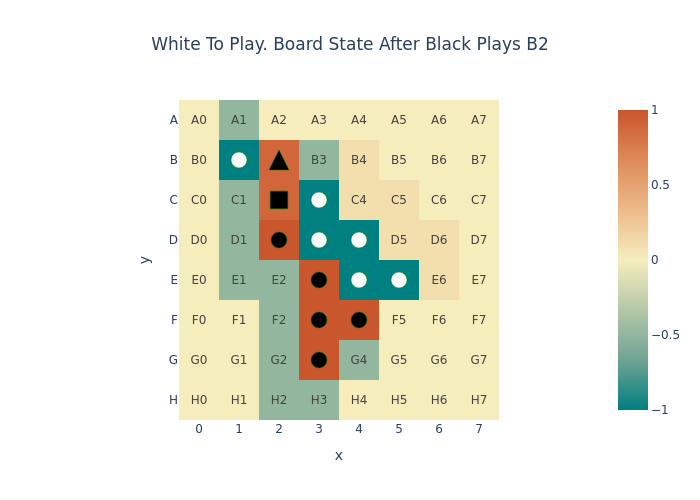 White To Play. Board State After Black Plays B2
A A0 A1 A2 A3 A4 A5 A6 A7
B B0 B3 B4 B5 B6 B7
C C0 C1 C4 C5 C6 C7
D D0 D1 D5 D6 D7
E E0 E1 E2 E6 E7
F F0 F1 F2 F5 F6 F7
G G0 G1 G2 G4 G5 G6 G7
H H0 H1 H2 H3 H4 H5 H6 H7
0 1 2 3 4 5 6 7
x
y
1
0.5
0
−0.5
−1